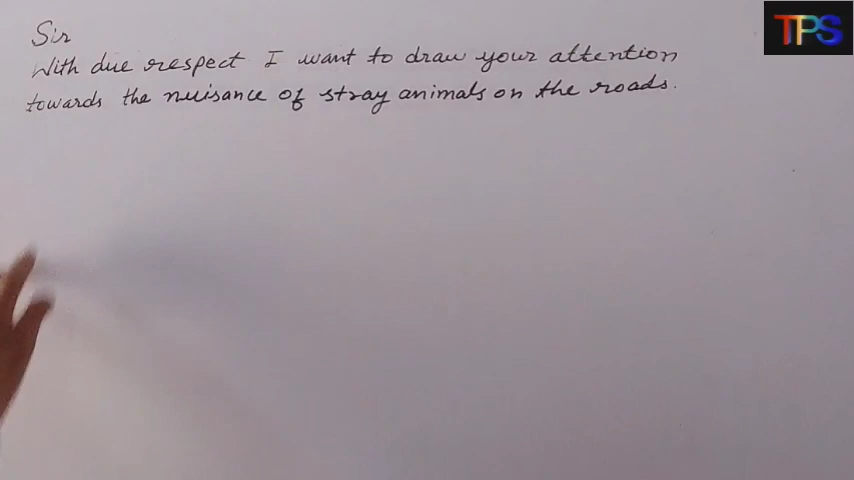 TPS
Sir
With due respect I want to draw your attention
towards the nuisance of stray animals on the roads.